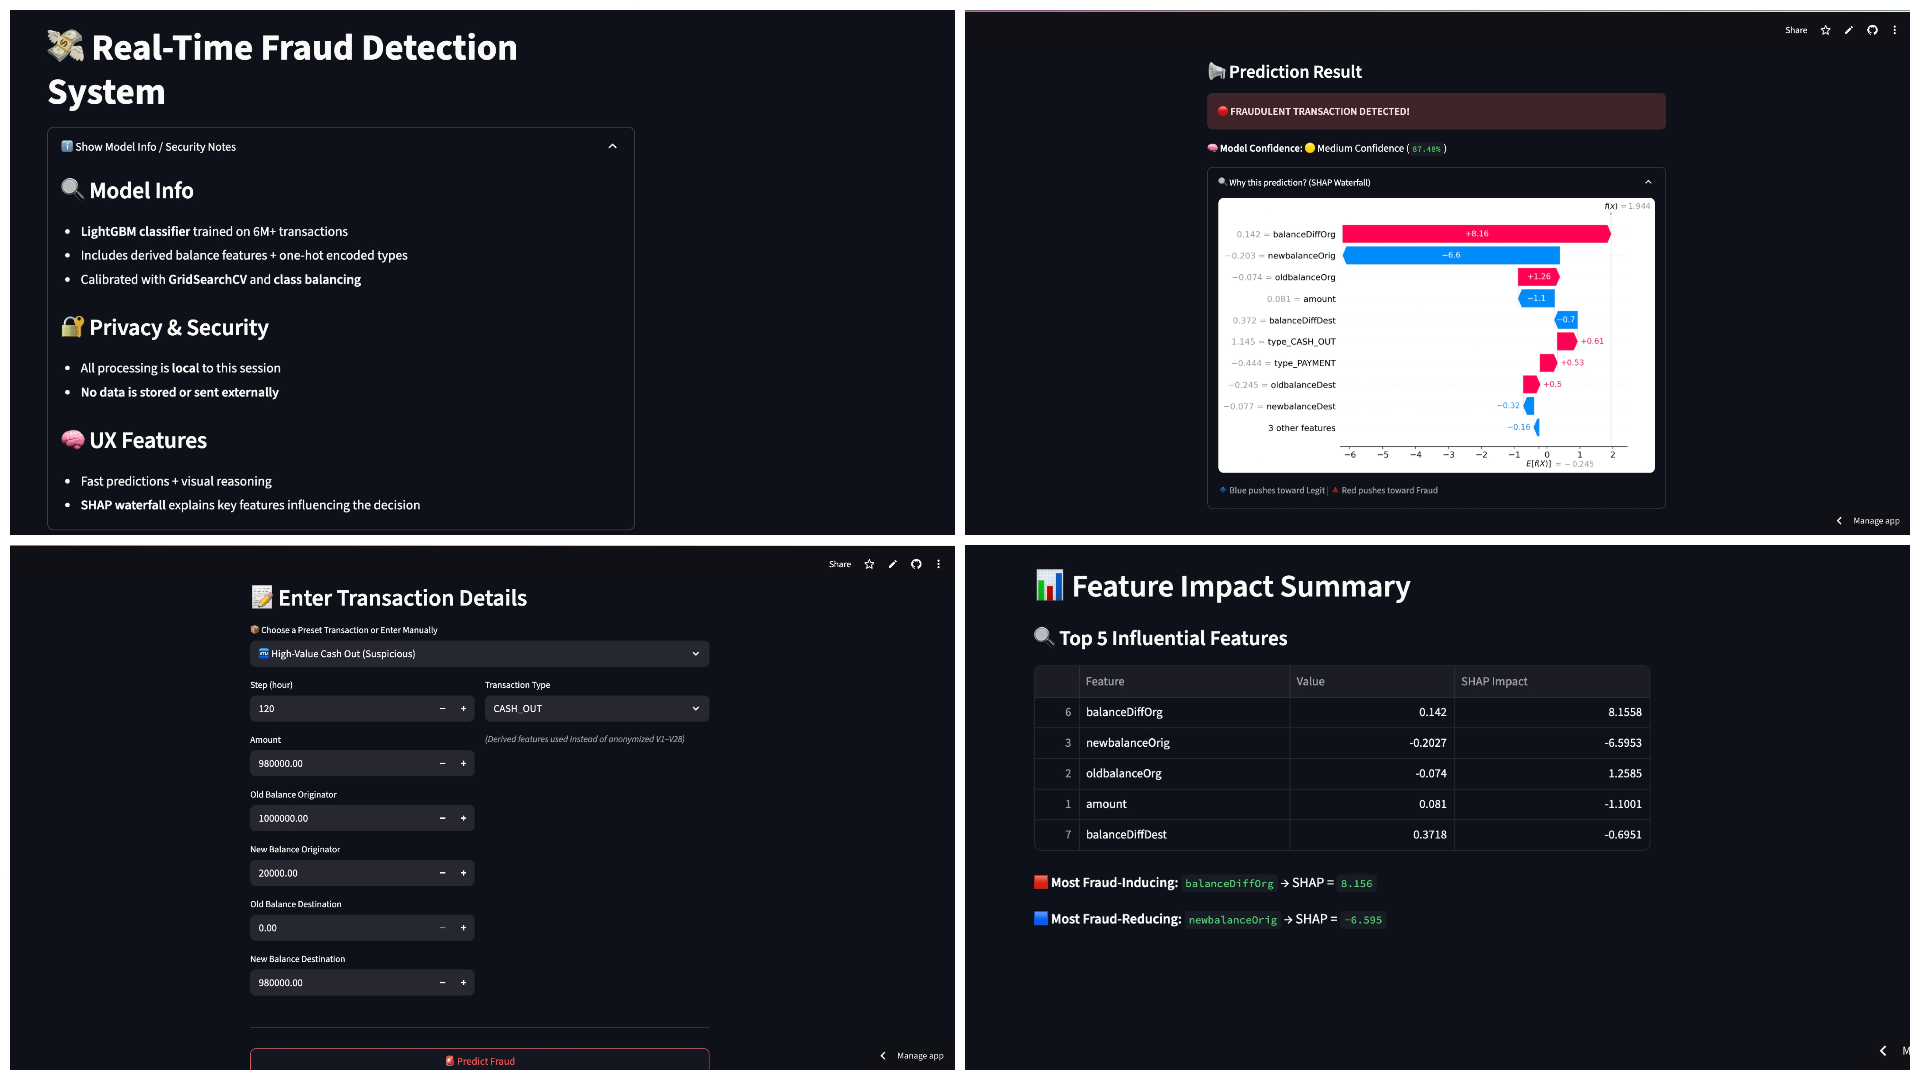 💸 Real-Time Fraud Detection
System
ℹ️ Show Model Info / Security Notes
🔍 Model Info
• LightGBM classifier trained on 6M+ transactions
• Includes derived balance features + one-hot encoded types
• Calibrated with GridSearchCV and class balancing
🔐 Privacy & Security
• All processing is local to this session
• No data is stored or sent externally
🧠 UX Features
• Fast predictions + visual reasoning
• SHAP waterfall explains key features influencing the decision
Share
Prediction Result
🔴 FRAUDULENT TRANSACTION DETECTED!
🧠 Model Confidence: 🟡 Medium Confidence ( 87.48% )
🔍 Why this prediction? (SHAP Waterfall)
f(x) = 1.944
0.142 = balanceDiffOrg +8.16
−0.203 = newbalanceOrig −6.6
−0.074 = oldbalanceOrg +1.26
0.081 = amount −1.1
0.372 = balanceDiffDest −0.7
1.145 = type_CASH_OUT +0.61
−0.444 = type_PAYMENT +0.53
−0.245 = oldbalanceDest +0.5
−0.077 = newbalanceDest −0.32
3 other features −0.16
−6 −5 −4 −3 −2 −1 0 1 2
E[f(X)] = −0.245
🔹 Blue pushes toward Legit | 🔺 Red pushes toward Fraud
Manage app
Share
📝 Enter Transaction Details
📦 Choose a Preset Transaction or Enter Manually
🏧 High-Value Cash Out (Suspicious)
Step (hour) Transaction Type
120 − + CASH_OUT
Amount (Derived features used instead of anonymized V1–V28)
980000.00 − +
Old Balance Originator
1000000.00 − +
New Balance Originator
20000.00 − +
Old Balance Destination
0.00 − +
New Balance Destination
980000.00 − +
🚨 Predict Fraud
Manage app
📊 Feature Impact Summary
🔍 Top 5 Influential Features
Feature Value SHAP Impact
6 balanceDiffOrg 0.142 8.1558
3 newbalanceOrig -0.2027 -6.5953
2 oldbalanceOrg -0.074 1.2585
1 amount 0.081 -1.1001
7 balanceDiffDest 0.3718 -0.6951
🟥 Most Fraud-Inducing: balanceDiffOrg → SHAP = 8.156
🟦 Most Fraud-Reducing: newbalanceOrig → SHAP = -6.595
M